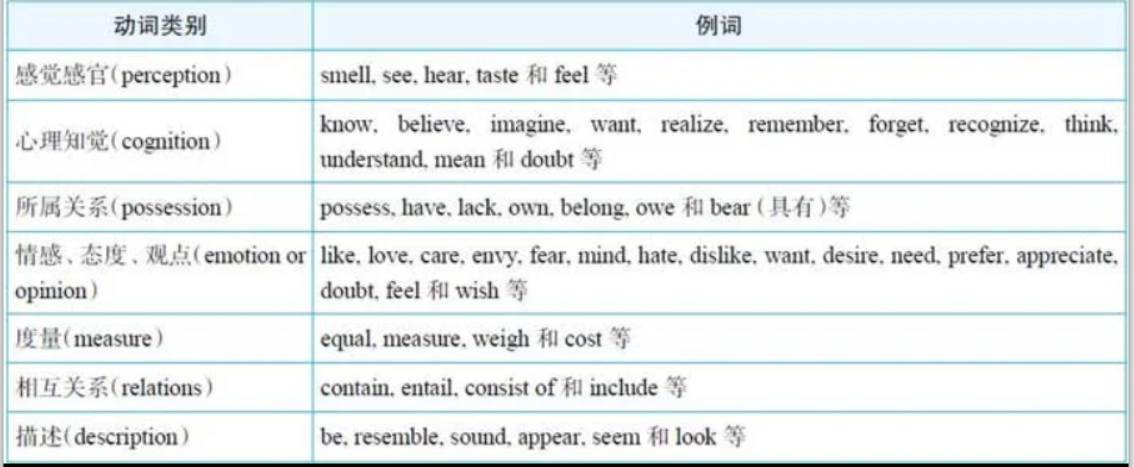 动词类别 例词
感觉感官(perception) smell, see, hear, taste 和 feel 等
心理知觉(cognition) know, believe, imagine, want, realize, remember, forget, recognize, think,
understand, mean 和 doubt 等
所属关系(possession) possess, have, lack, own, belong, owe 和 bear (具有)等
情感、态度、观点(emotion or like, love, care, envy, fear, mind, hate, dislike, want, desire, need, prefer, appreciate,
opinion) doubt, feel 和 wish 等
度量(measure) equal, measure, weigh 和 cost 等
相互关系(relations) contain, entail, consist of 和 include 等
描述(description) be, resemble, sound, appear, seem 和 look 等